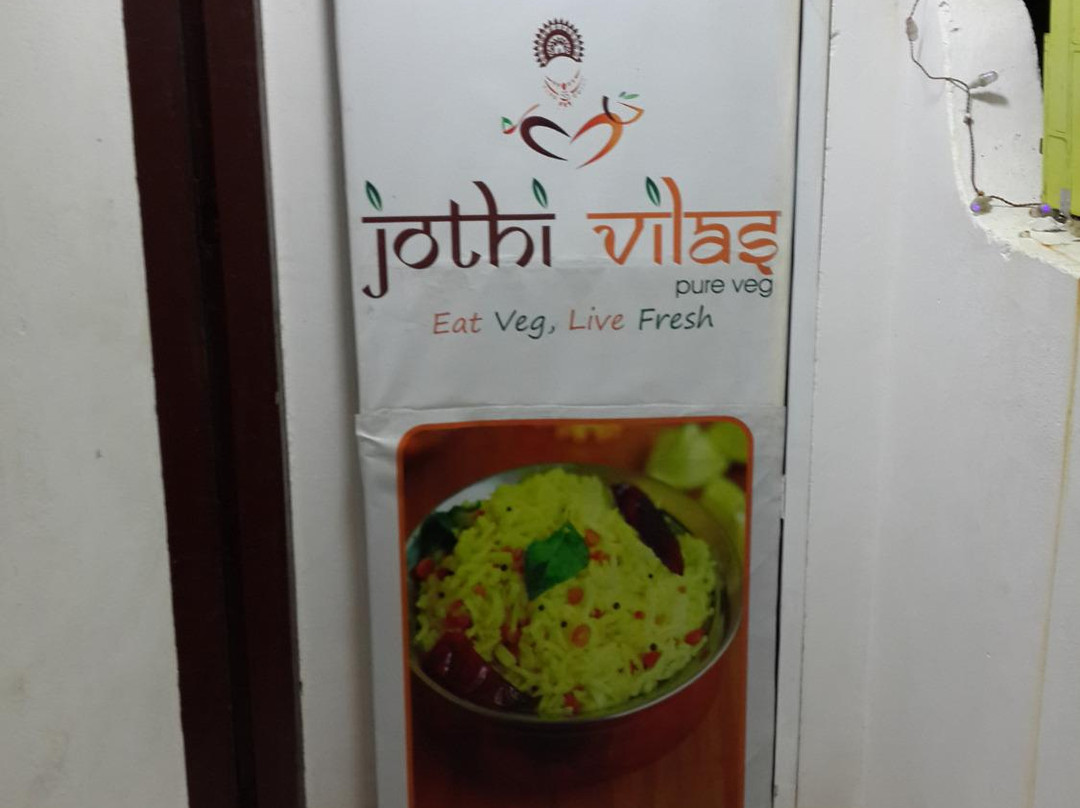 jothi vilas
pure veg
Eat Veg, Live Fresh